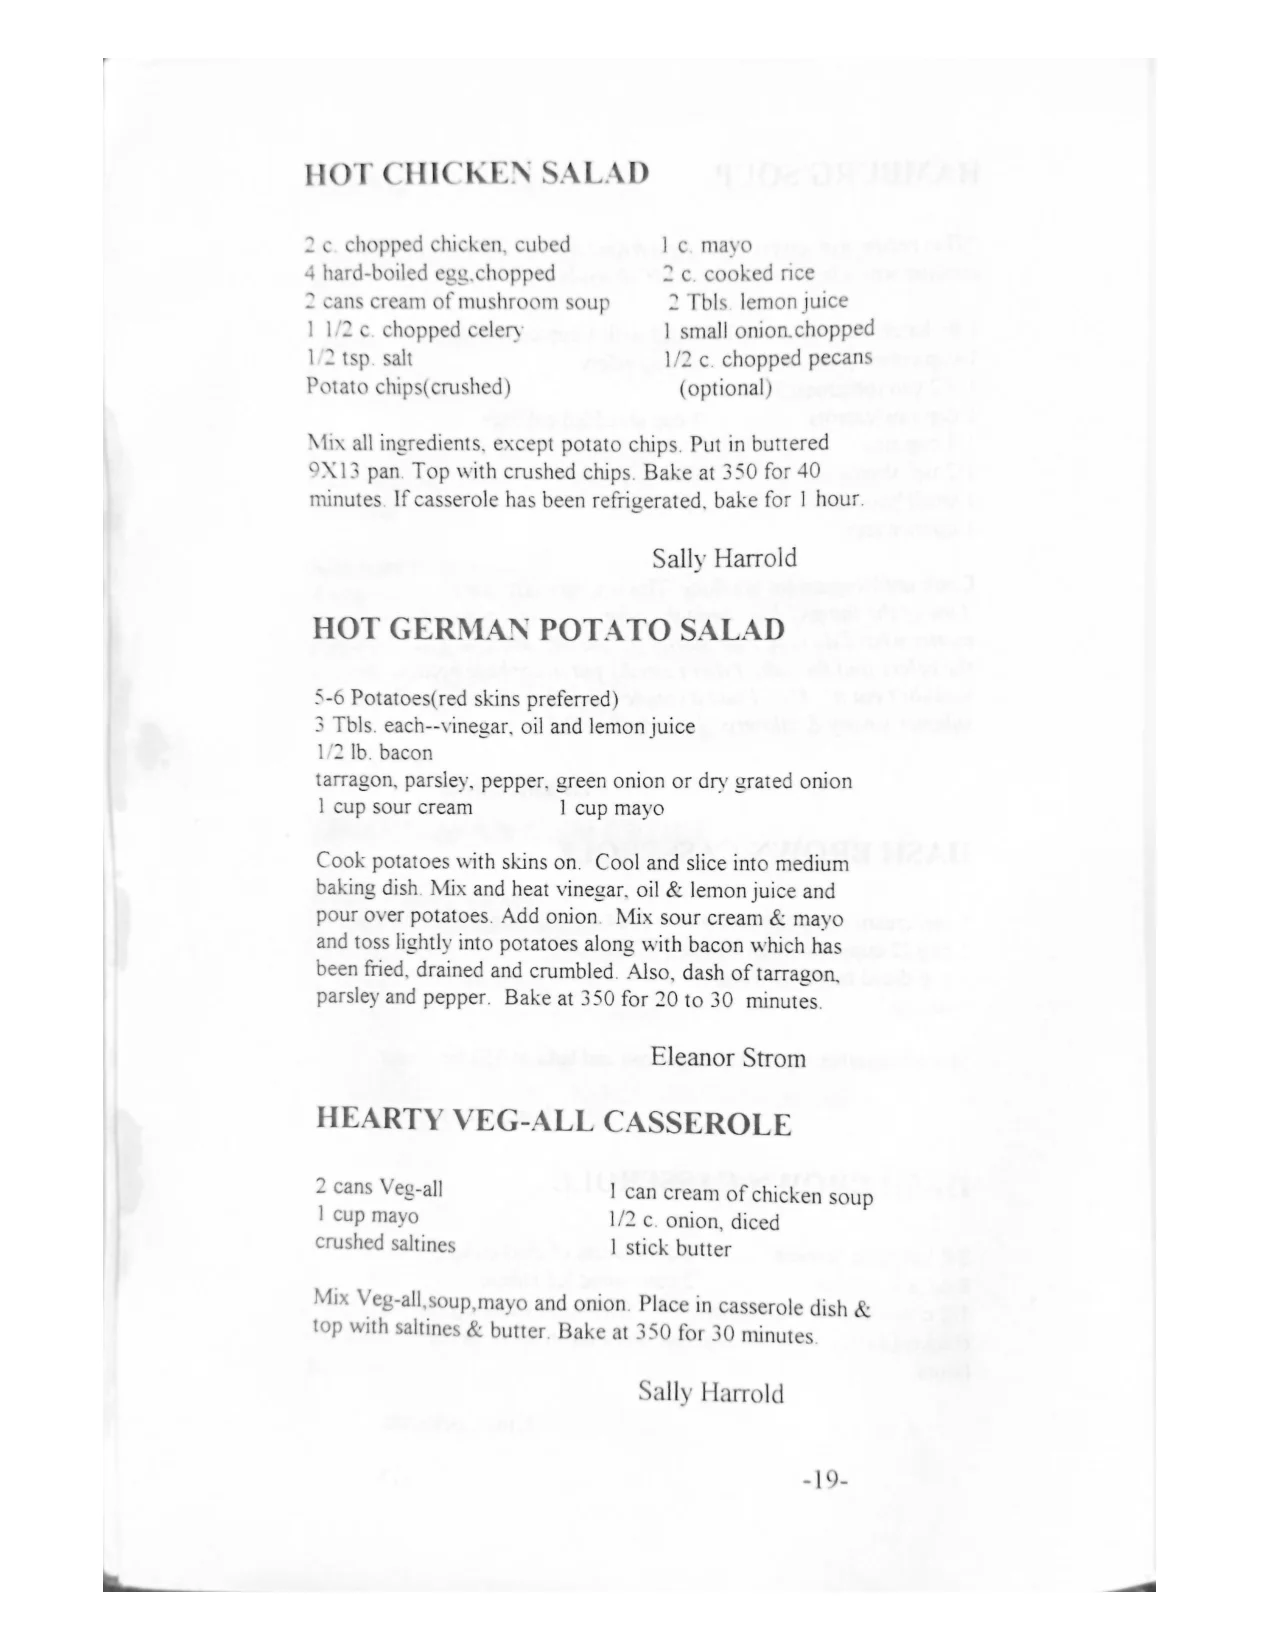 HOT CHICKEN SALAD
2 c. chopped chicken, cubed 1 c. mayo
4 hard-boiled egg,chopped 2 c. cooked rice
2 cans cream of mushroom soup 2 Tbls. lemon juice
1 1/2 c. chopped celery 1 small onion,chopped
1/2 tsp. salt 1/2 c. chopped pecans
Potato chips(crushed) (optional)
Mix all ingredients, except potato chips. Put in buttered
9X13 pan. Top with crushed chips. Bake at 350 for 40
minutes. If casserole has been refrigerated, bake for 1 hour.
Sally Harrold
HOT GERMAN POTATO SALAD
5-6 Potatoes(red skins preferred)
3 Tbls. each--vinegar, oil and lemon juice
1/2 lb. bacon
tarragon, parsley, pepper, green onion or dry grated onion
1 cup sour cream 1 cup mayo
Cook potatoes with skins on. Cool and slice into medium
baking dish. Mix and heat vinegar, oil & lemon juice and
pour over potatoes. Add onion. Mix sour cream & mayo
and toss lightly into potatoes along with bacon which has
been fried, drained and crumbled. Also, dash of tarragon,
parsley and pepper. Bake at 350 for 20 to 30 minutes.
Eleanor Strom
HEARTY VEG-ALL CASSEROLE
2 cans Veg-all 1 can cream of chicken soup
1 cup mayo 1/2 c. onion, diced
crushed saltines 1 stick butter
Mix Veg-all,soup,mayo and onion. Place in casserole dish &
top with saltines & butter. Bake at 350 for 30 minutes.
Sally Harrold
-19-